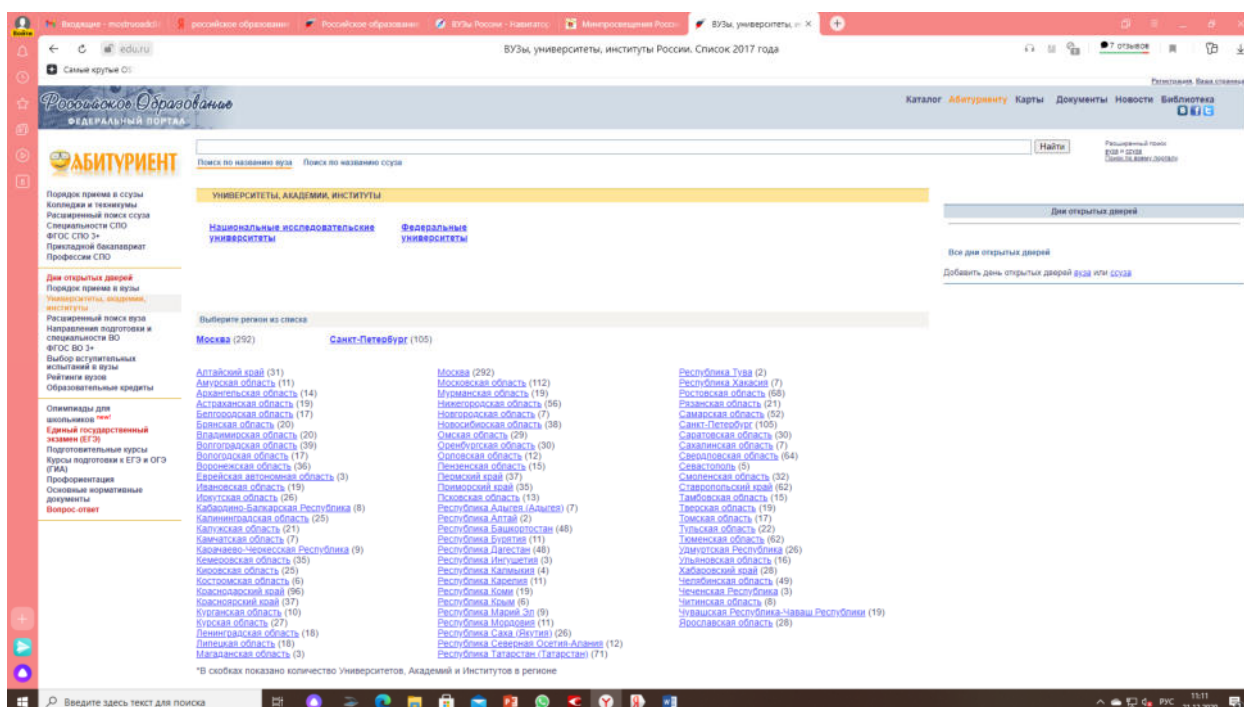 Войти
Входящие - modnvoadcl
российское образовани
Российское образовани
ВУЗы России - Навигатор
Минпросвещения Росси
ВУЗы, университеты, и
edu.ru
ВУЗы, университеты, институты России. Список 2017 года
7 отзывов
Самые крутые О
Регистрация. Ваша страница
Российское Образование
ФЕДЕРАЛЬНЫЙ ПОРТАЛ
Каталог Абитуриенту Карты Документы Новости Библиотека
АБИТУРИЕНТ
Найти
Расширенный поиск
вуза и ссуза
Поиск по всему порталу
Поиск по названию вуза Поиск по названию ссуза
Порядок приема в ссузы
Колледжи и техникумы
Расширенный поиск ссуза
Специальности СПО
ФГОС СПО 3+
Прикладной бакалавриат
Профессии СПО
Дни открытых дверей
Порядок приема в вузы
Университеты, академии,
институты
Расширенный поиск вуза
Направления подготовки и
специальности ВО
ФГОС ВО 3+
Выбор вступительных
испытаний в вузы
Рейтинги вузов
Образовательные кредиты
Олимпиады для
школьников new!
Единый государственный
экзамен (ЕГЭ)
Подготовительные курсы
Курсы подготовки к ЕГЭ и ОГЭ
(ГИА)
Профориентация
Основные нормативные
документы
Вопрос-ответ
УНИВЕРСИТЕТЫ, АКАДЕМИИ, ИНСТИТУТЫ
Национальные исследовательские
университеты
Федеральные
университеты
Дни открытых дверей
Все дни открытых дверей
Добавить день открытых дверей вуза или ссуза
Выберите регион из списка
Москва (292)
Санкт-Петербург (105)
Алтайский край (31)
Амурская область (11)
Архангельская область (14)
Астраханская область (19)
Белгородская область (17)
Брянская область (20)
Владимирская область (20)
Волгоградская область (39)
Вологодская область (17)
Воронежская область (36)
Еврейская автономная область (3)
Ивановская область (19)
Иркутская область (26)
Кабардино-Балкарская Республика (8)
Калининградская область (25)
Калужская область (21)
Камчатская область (7)
Карачаево-Черкесская Республика (9)
Кемеровская область (35)
Кировская область (25)
Костромская область (6)
Краснодарский край (96)
Красноярский край (37)
Курганская область (10)
Курская область (27)
Ленинградская область (18)
Липецкая область (18)
Магаданская область (3)
Москва (292)
Московская область (112)
Мурманская область (19)
Нижегородская область (56)
Новгородская область (7)
Новосибирская область (38)
Омская область (29)
Оренбургская область (30)
Орловская область (12)
Пензенская область (15)
Пермский край (37)
Приморский край (35)
Псковская область (13)
Республика Адыгея (Адыгея) (7)
Республика Алтай (2)
Республика Башкортостан (48)
Республика Бурятия (11)
Республика Дагестан (48)
Республика Ингушетия (3)
Республика Калмыкия (4)
Республика Карелия (11)
Республика Коми (19)
Республика Крым (6)
Республика Марий Эл (9)
Республика Мордовия (11)
Республика Саха (Якутия) (26)
Республика Северная Осетия-Алания (12)
Республика Татарстан (Татарстан) (71)
Республика Тува (2)
Республика Хакасия (7)
Ростовская область (68)
Рязанская область (21)
Самарская область (52)
Санкт-Петербург (105)
Саратовская область (30)
Сахалинская область (7)
Свердловская область (64)
Севастополь (5)
Смоленская область (32)
Ставропольский край (62)
Тамбовская область (15)
Тверская область (19)
Томская область (17)
Тульская область (22)
Тюменская область (62)
Удмуртская Республика (26)
Ульяновская область (16)
Хабаровский край (28)
Челябинская область (49)
Чеченская Республика (3)
Читинская область (8)
Чувашская Республика-Чаваш Республики (19)
Ярославская область (28)
*В скобках показано количество Университетов, Академий и Институтов в регионе
Введите здесь текст для поиска
РУС
11:11